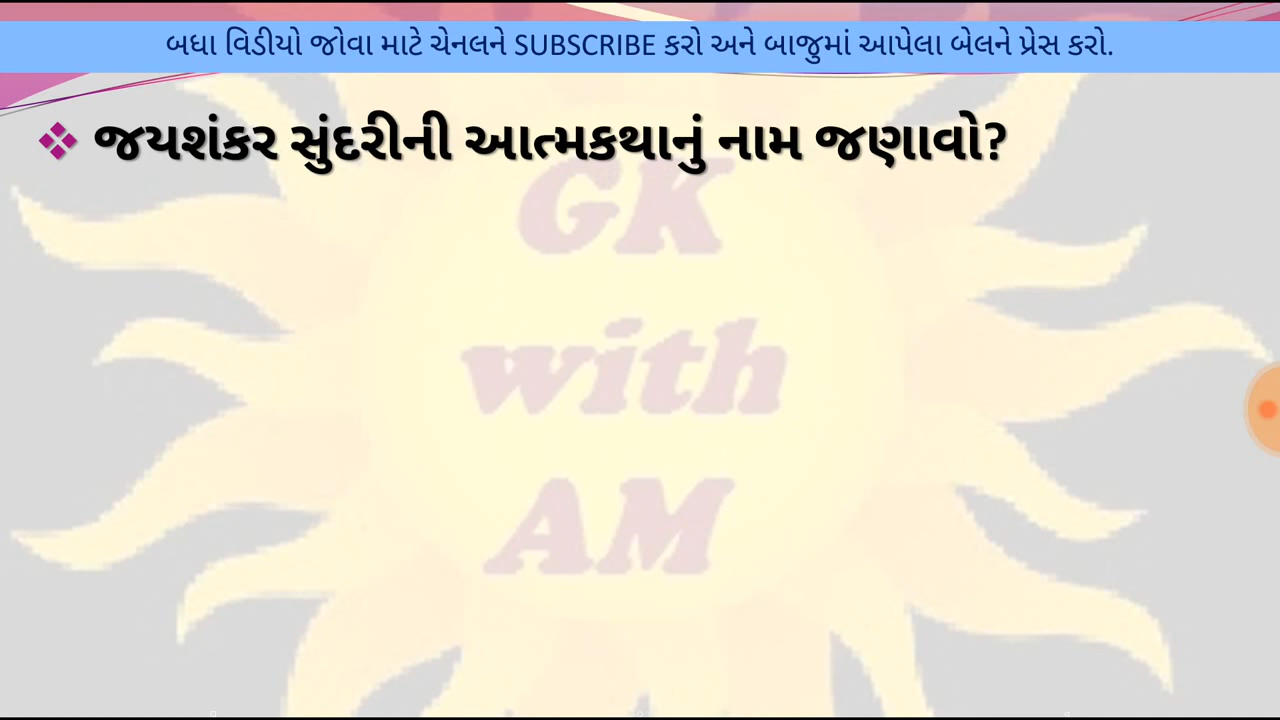 બધા વિડીયો જોવા માટે ચેનલને SUBSCRIBE કરો અને બાજુમાં આપેલા બેલને પ્રેસ કરો.
❖ જયશંકર સુંદરીની આત્મકથાનું નામ જણાવો?
GK
with
AM